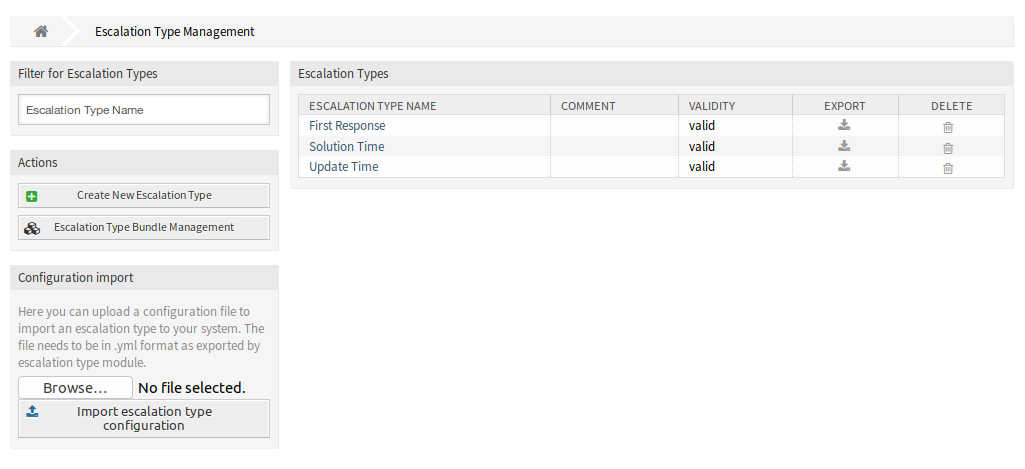 Escalation Type Management
Filter for Escalation Types
Escalation Type Name
Actions
Create New Escalation Type
Escalation Type Bundle Management
Configuration import
Here you can upload a configuration file to
import an escalation type to your system. The
file needs to be in .yml format as exported by
escalation type module.
Browse... No file selected.
Import escalation type
configuration
Escalation Types
ESCALATION TYPE NAME COMMENT VALIDITY EXPORT DELETE
First Response valid
Solution Time valid
Update Time valid